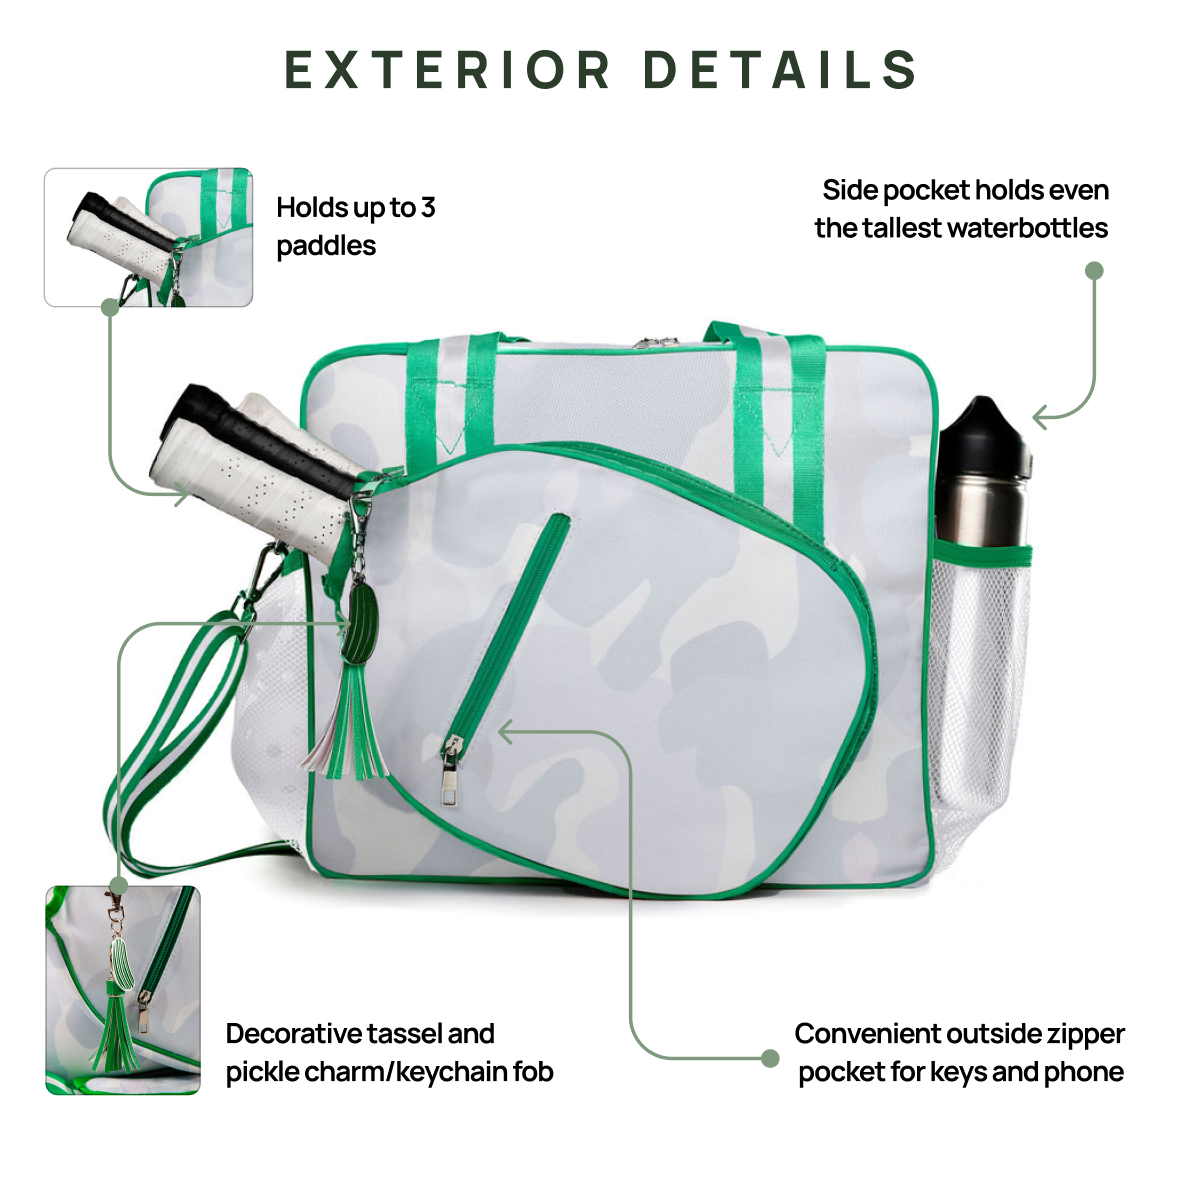 EXTERIOR DETAILS
Holds up to 3
paddles
Side pocket holds even
the tallest waterbottles
Decorative tassel and
pickle charm/keychain fob
Convenient outside zipper
pocket for keys and phone